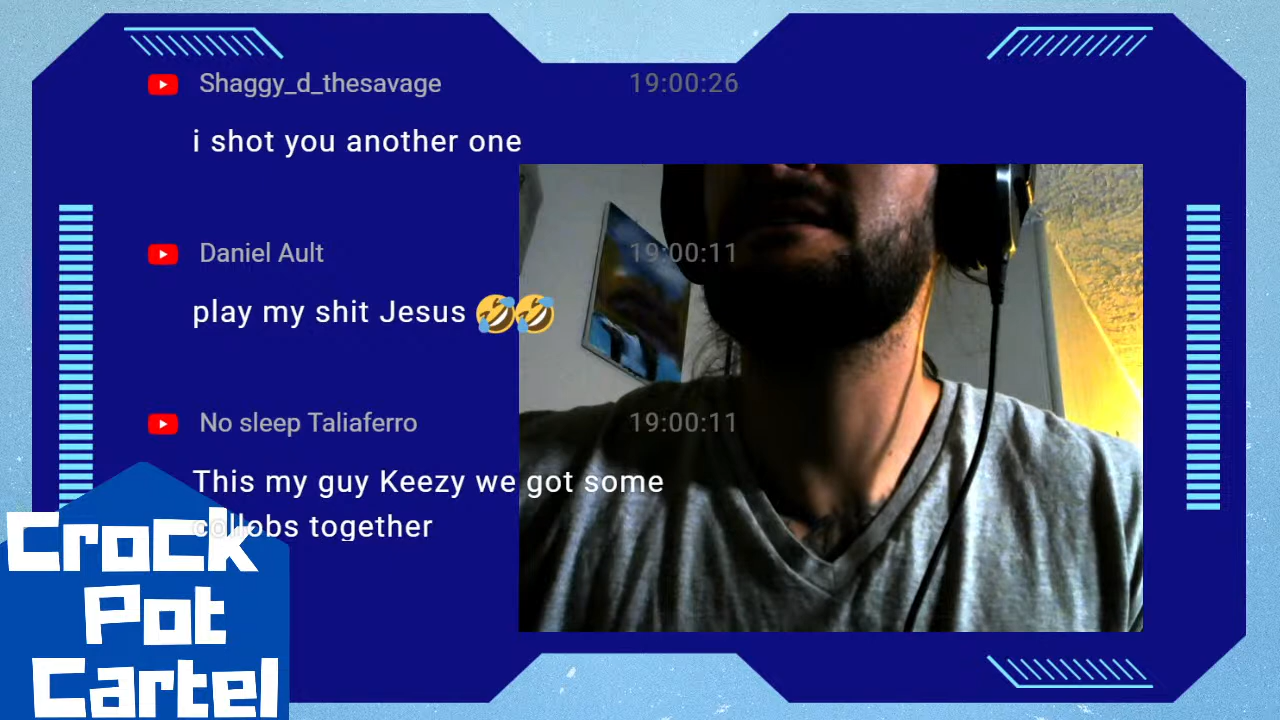 Shaggy_d_thesavage 19:00:26
i shot you another one
Daniel Ault 19:00:11
play my shit Jesus 🤣🤣
No sleep Taliaferro 19:00:11
This my guy Keezy we got some
collobs together
Crock
Pot
Cartel